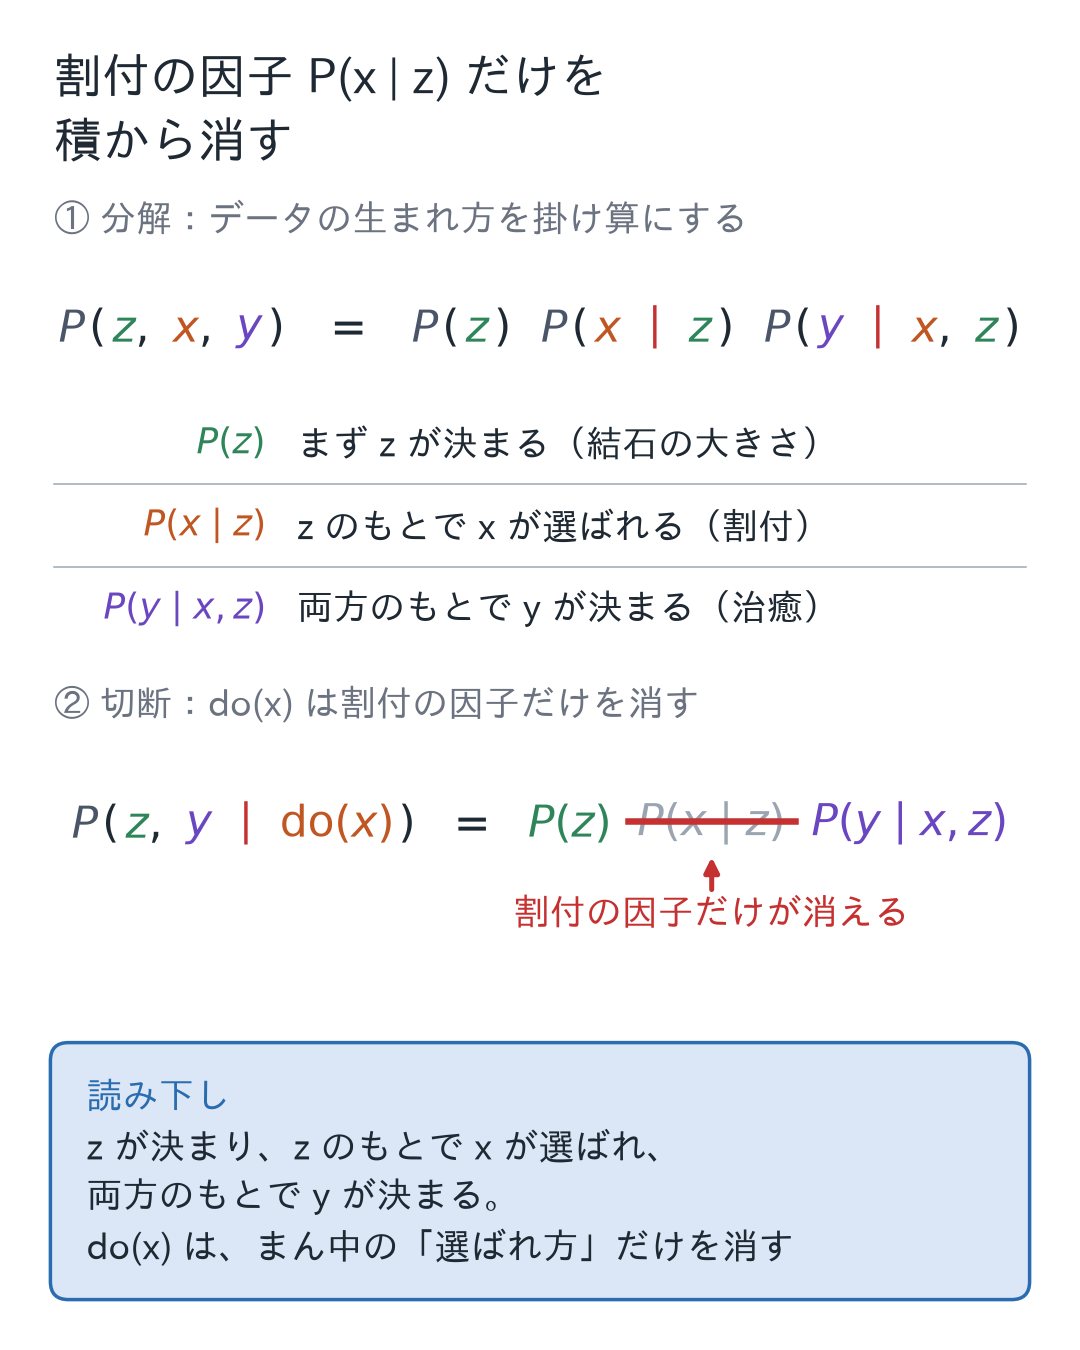 割付の因子 P(x | z) だけを
積から消す
① 分解：データの生まれ方を掛け算にする
P(z, x, y) = P(z) P(x | z) P(y | x, z)
P(z) まず z が決まる（結石の大きさ）
P(x | z) z のもとで x が選ばれる（割付）
P(y | x, z) 両方のもとで y が決まる（治癒）
② 切断：do(x) は割付の因子だけを消す
P(z, y | do(x)) = P(z) P(x | z) P(y | x, z)
割付の因子だけが消える
読み下し
z が決まり、z のもとで x が選ばれ、
両方のもとで y が決まる。
do(x) は、まん中の「選ばれ方」だけを消す